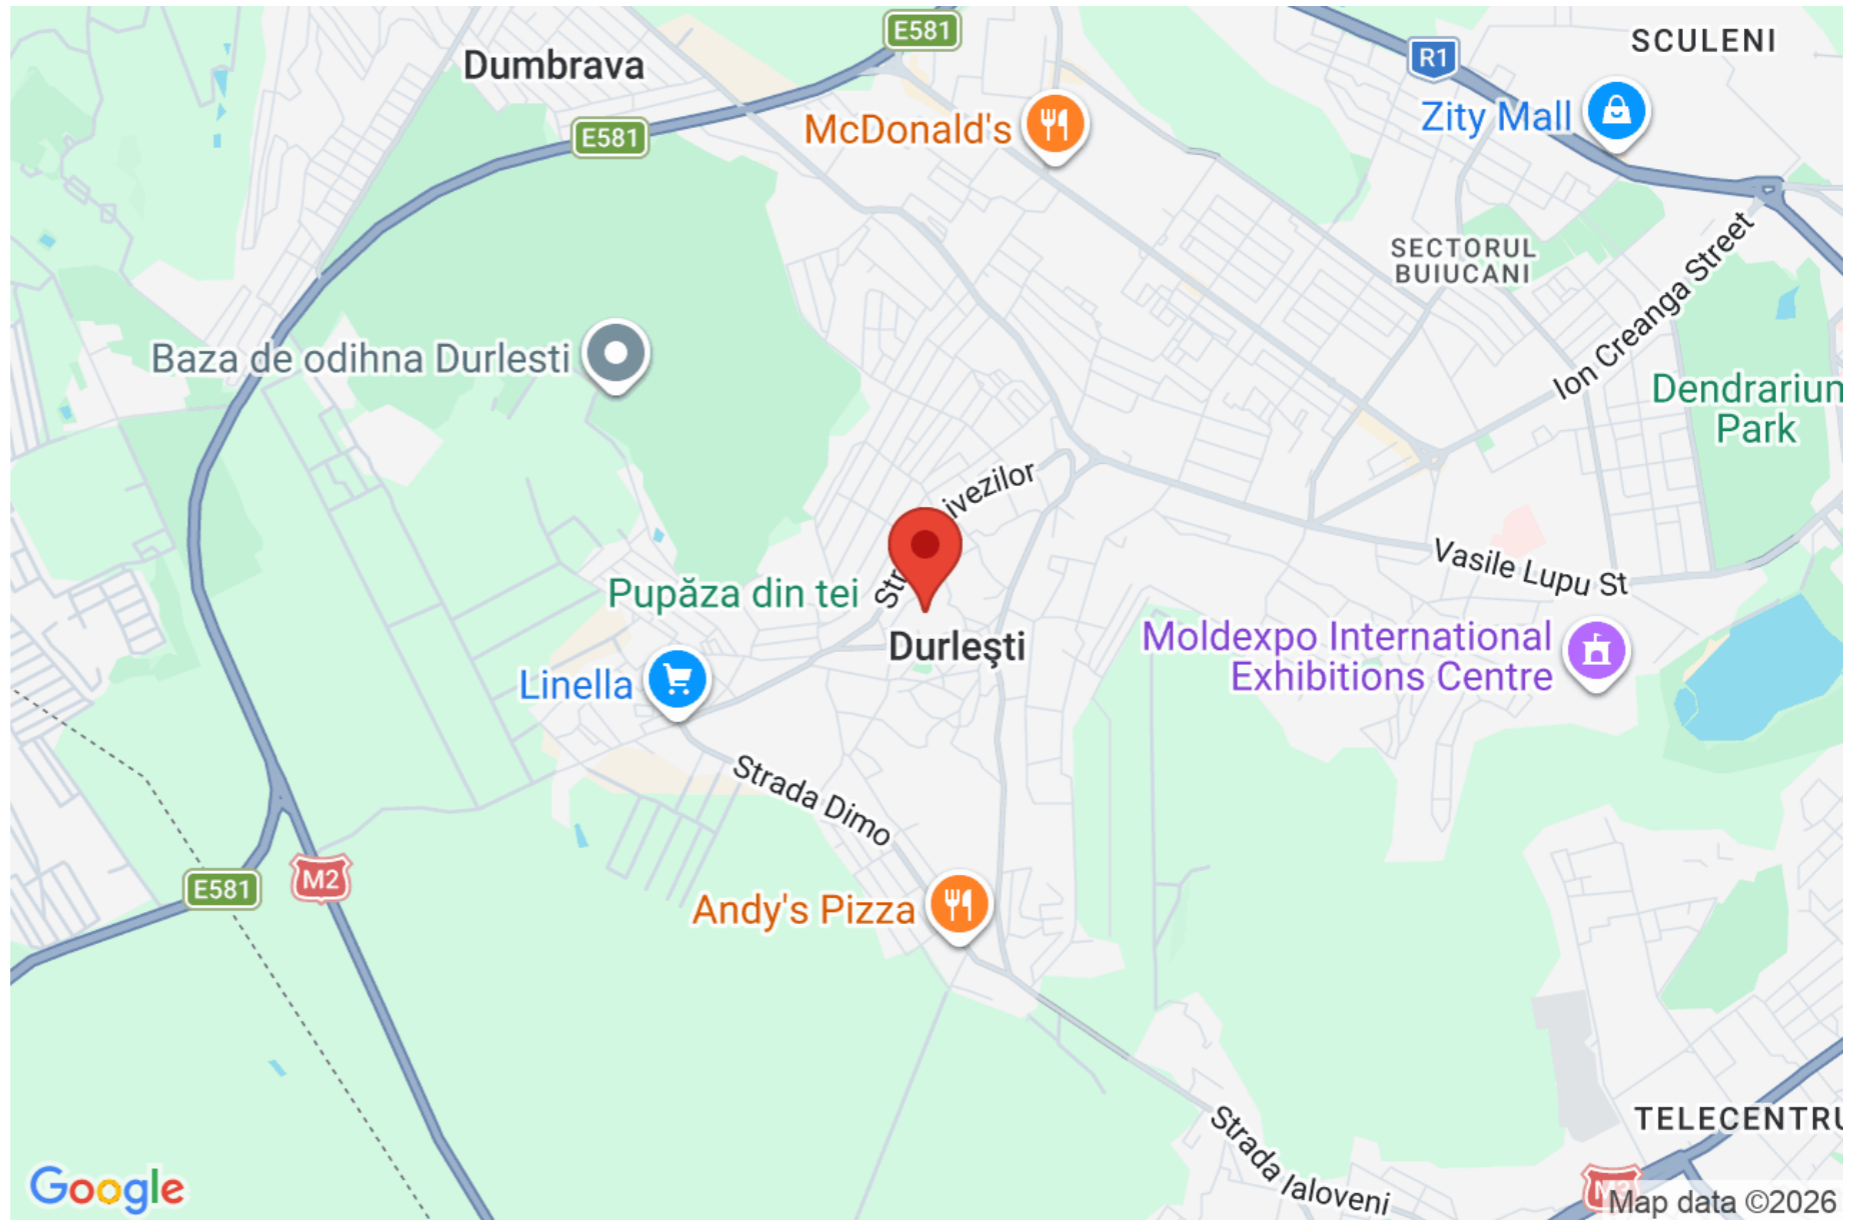 E581
SCULENI
R1
Dumbrava
Zity Mall
McDonald's
E581
SECTORUL
BUIUCANI
Ion Creanga Street
Baza de odihna Durlesti
Dendrariun
Park
ivezilor
Str
Vasile Lupu St
Pupăza din tei
Durleşti
Moldexpo International
Exhibitions Centre
Linella
Strada Dimo
M2
E581
Andy's Pizza
TELECENTRU
Strada Ialoveni
Google
Map data ©2026